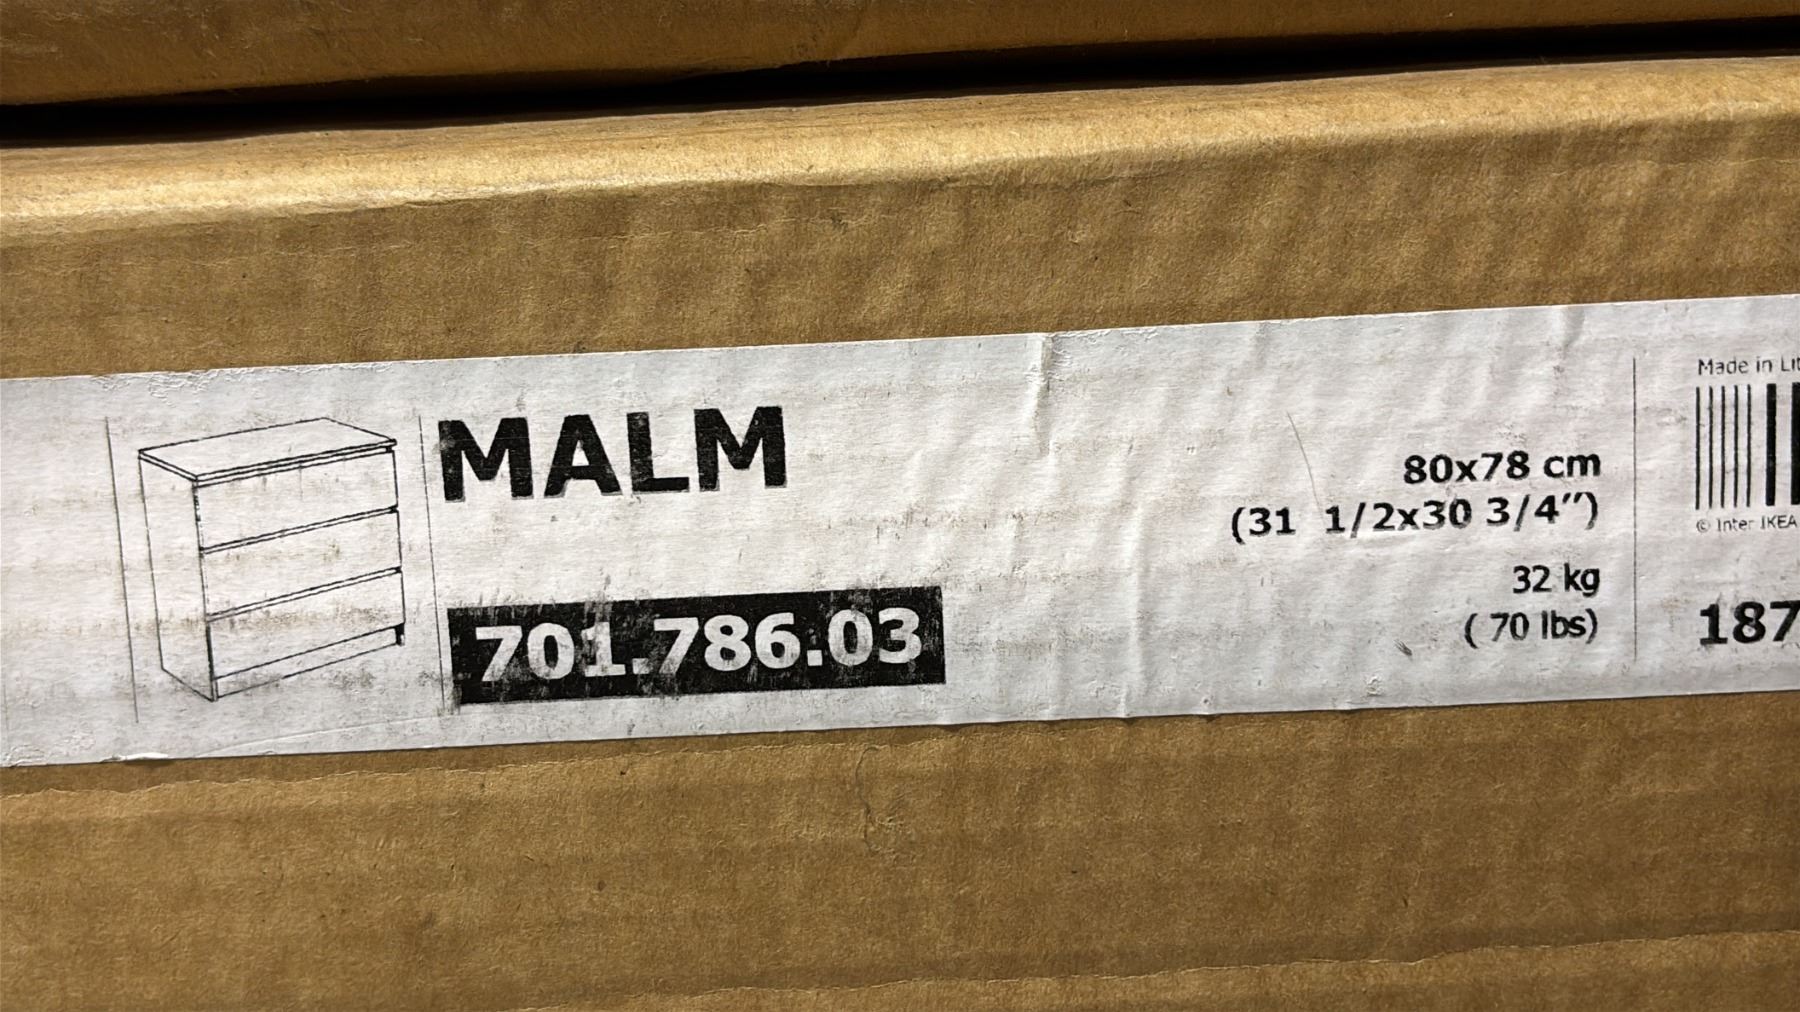 MALM
701.786.03
80x78 cm
(31 1/2x30 3/4")
32 kg
( 70 lbs)
Made in
© Inter IKEA
187